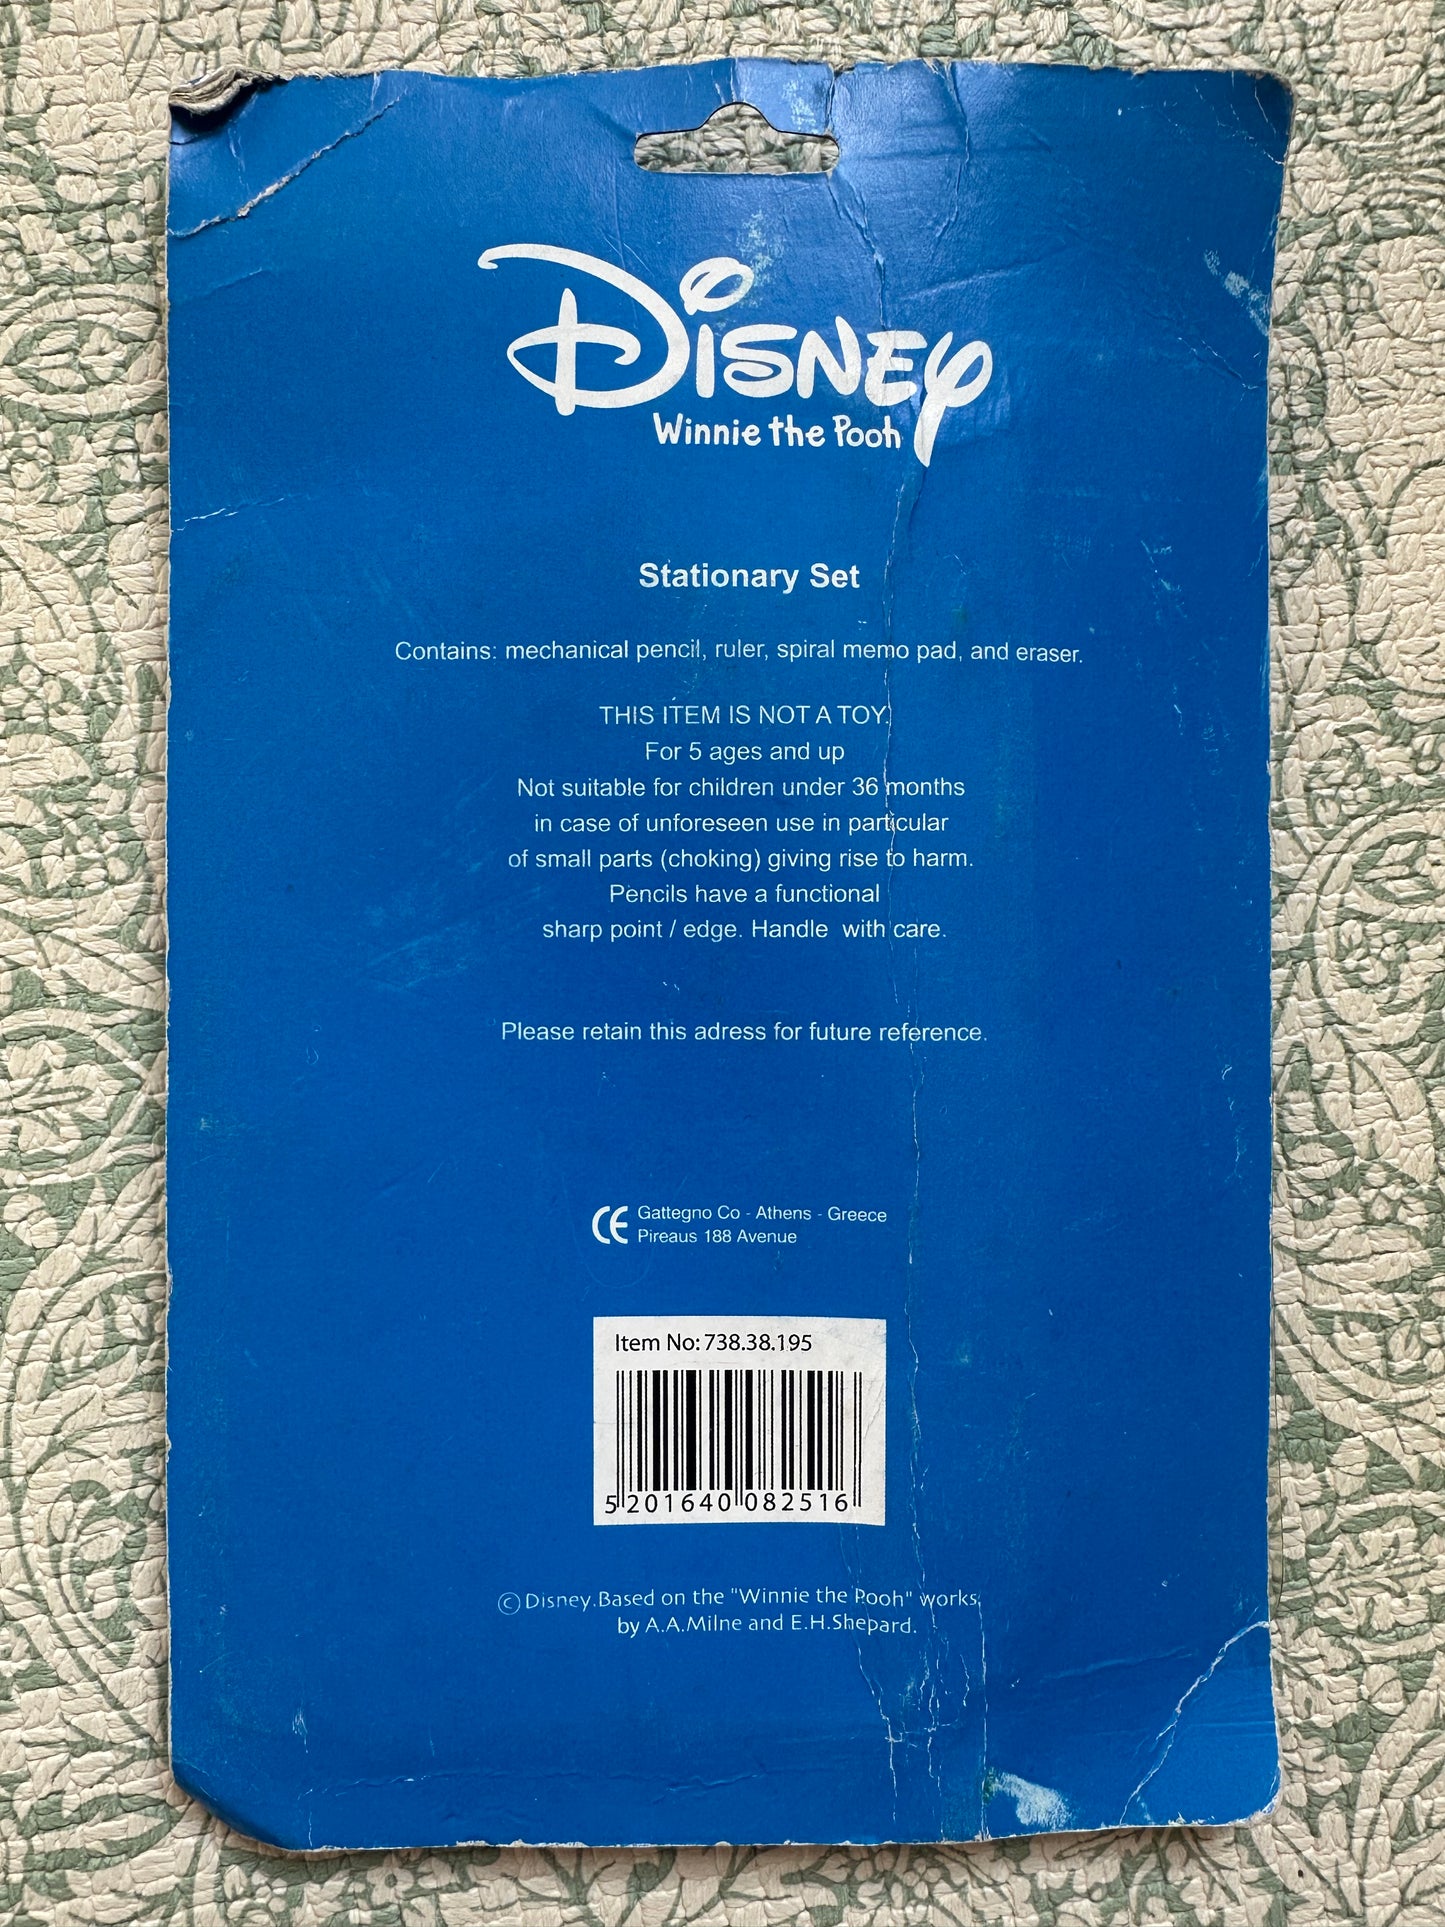 Disney
Winnie the Pooh
Stationary Set
Contains: mechanical pencil, ruler, spiral memo pad, and eraser.
THIS ITEM IS NOT A TOY.
For 5 ages and up
Not suitable for children under 36 months
in case of unforeseen use in particular
of small parts (choking) giving rise to harm.
Pencils have a functional
sharp point / edge. Handle  with care.
Please retain this adress for future reference.
CE Gattegno Co - Athens - Greece
Pireaus 188 Avenue
Item No: 738.38.195
5 201640 082516
© Disney.Based on the "Winnie the Pooh" works,
by A.A.Milne and E.H.Shepard.